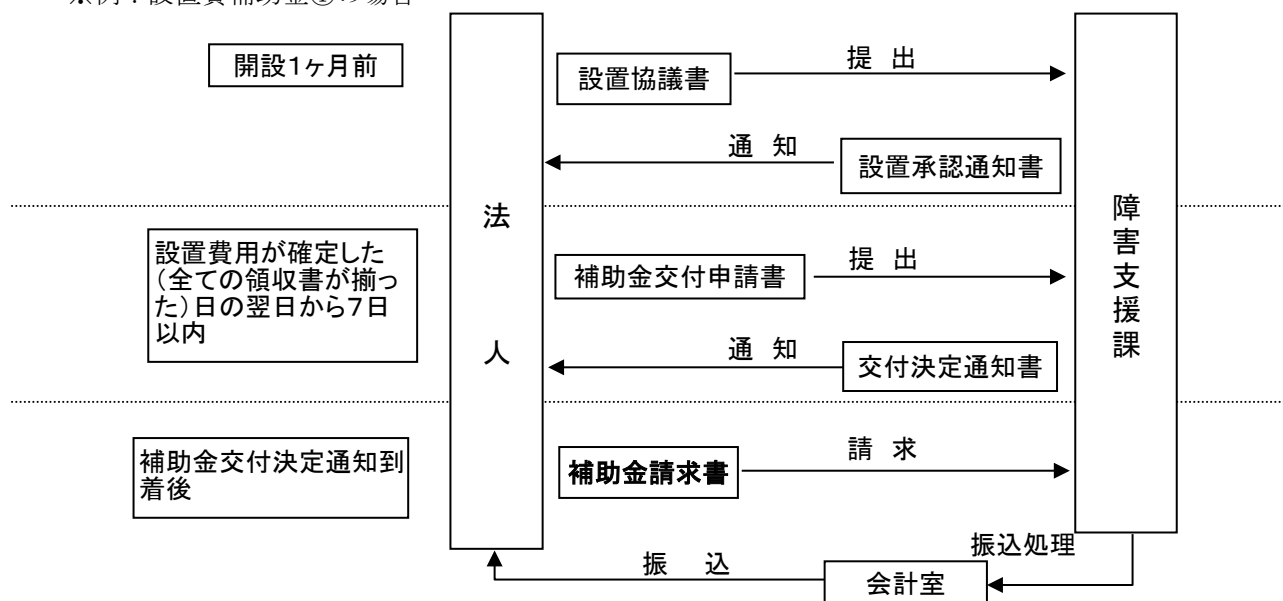 ※例：設置費補助金①の場合
開設1ヶ月前
設置協議書
提 出
通 知
設置承認通知書
法
人
障
害
支
援
課
設置費用が確定した
（全ての領収書が揃っ
た）日の翌日から7日
以内
補助金交付申請書
提 出
通 知
交付決定通知書
補助金交付決定通知到
着後
補助金請求書
請 求
振込処理
振 込
会計室